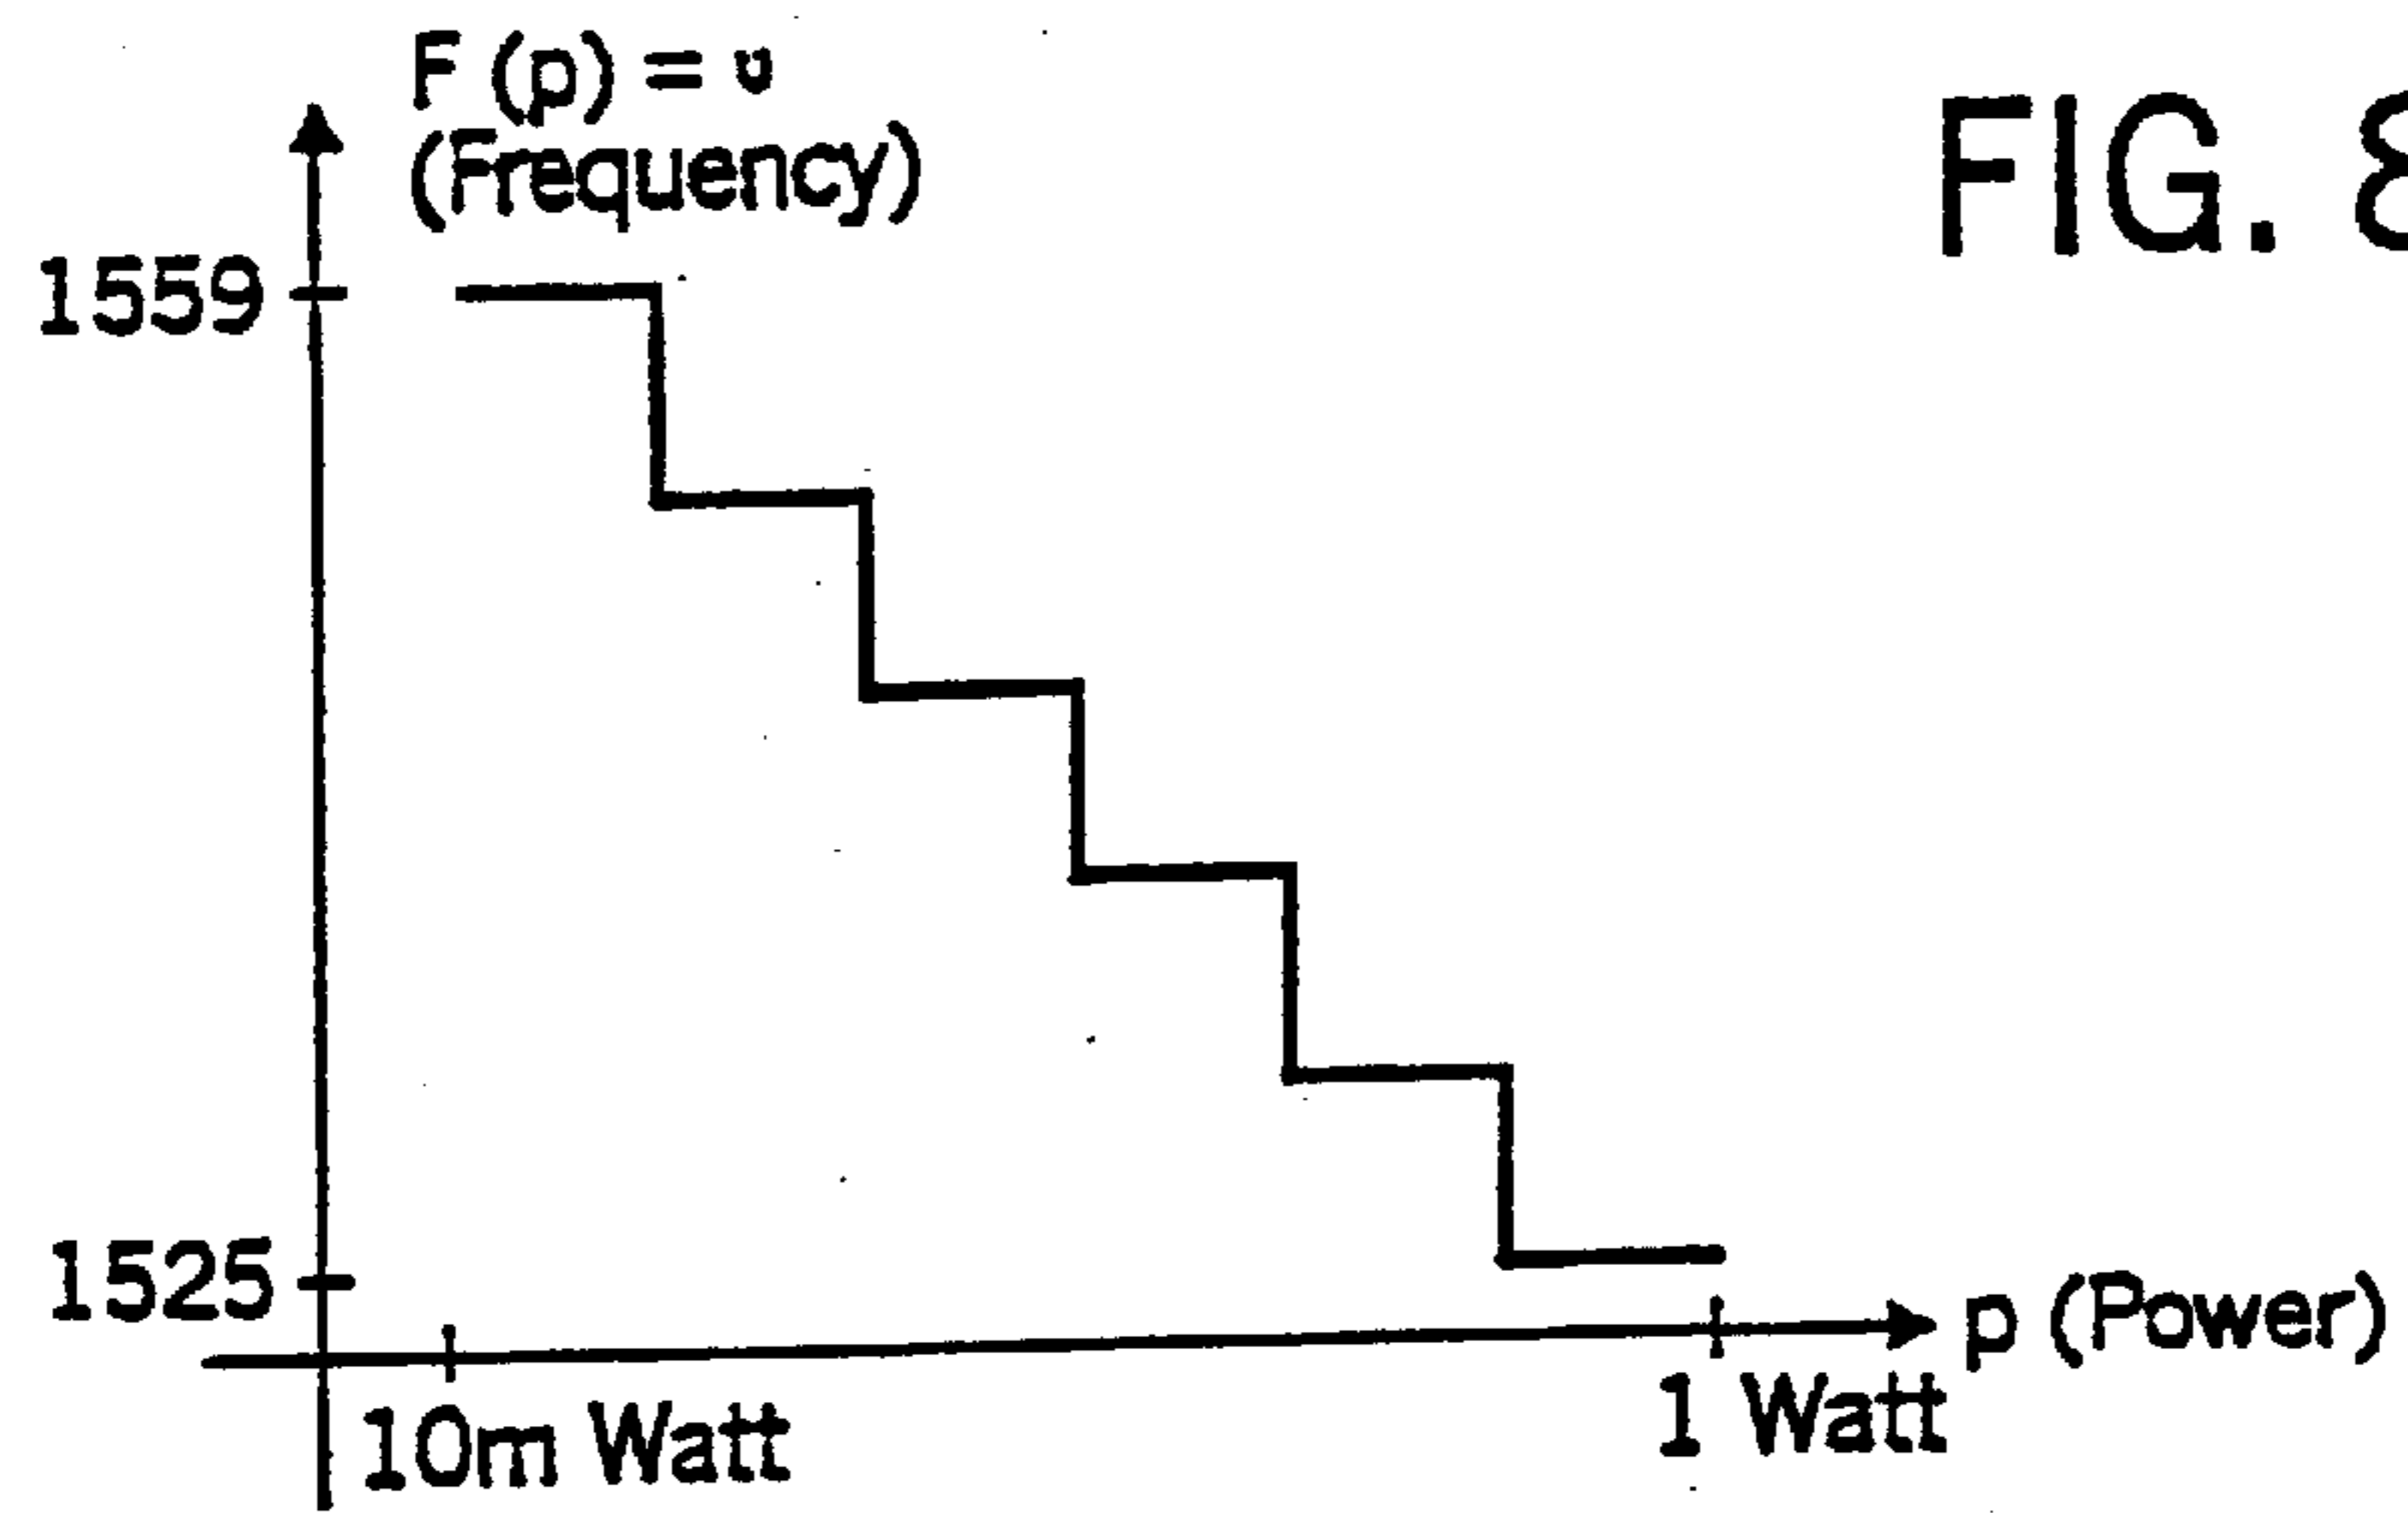 F (p) = υ
(Frequency)
FIG. 8
1559
1525
p (Power)
10m Watt
1 Watt